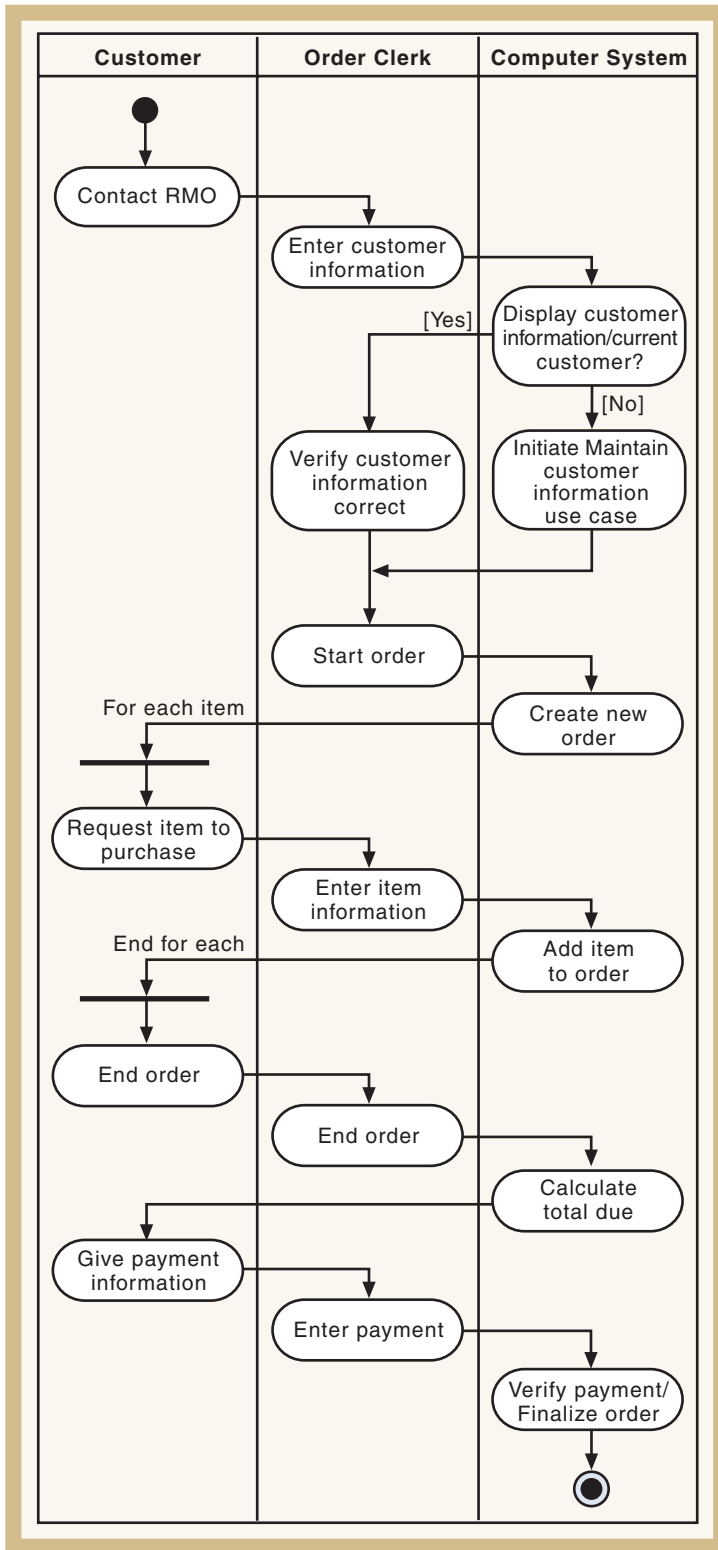 Customer
Order Clerk
Computer System
Contact RMO
Enter customer
information
Display customer
information/current
customer?
[Yes]
[No]
Verify customer
information
correct
Initiate Maintain
customer
information
use case
Start order
Create new
order
For each item
Request item to
purchase
Enter item
information
Add item
to order
End for each
End order
End order
Calculate
total due
Give payment
information
Enter payment
Verify payment/
Finalize order